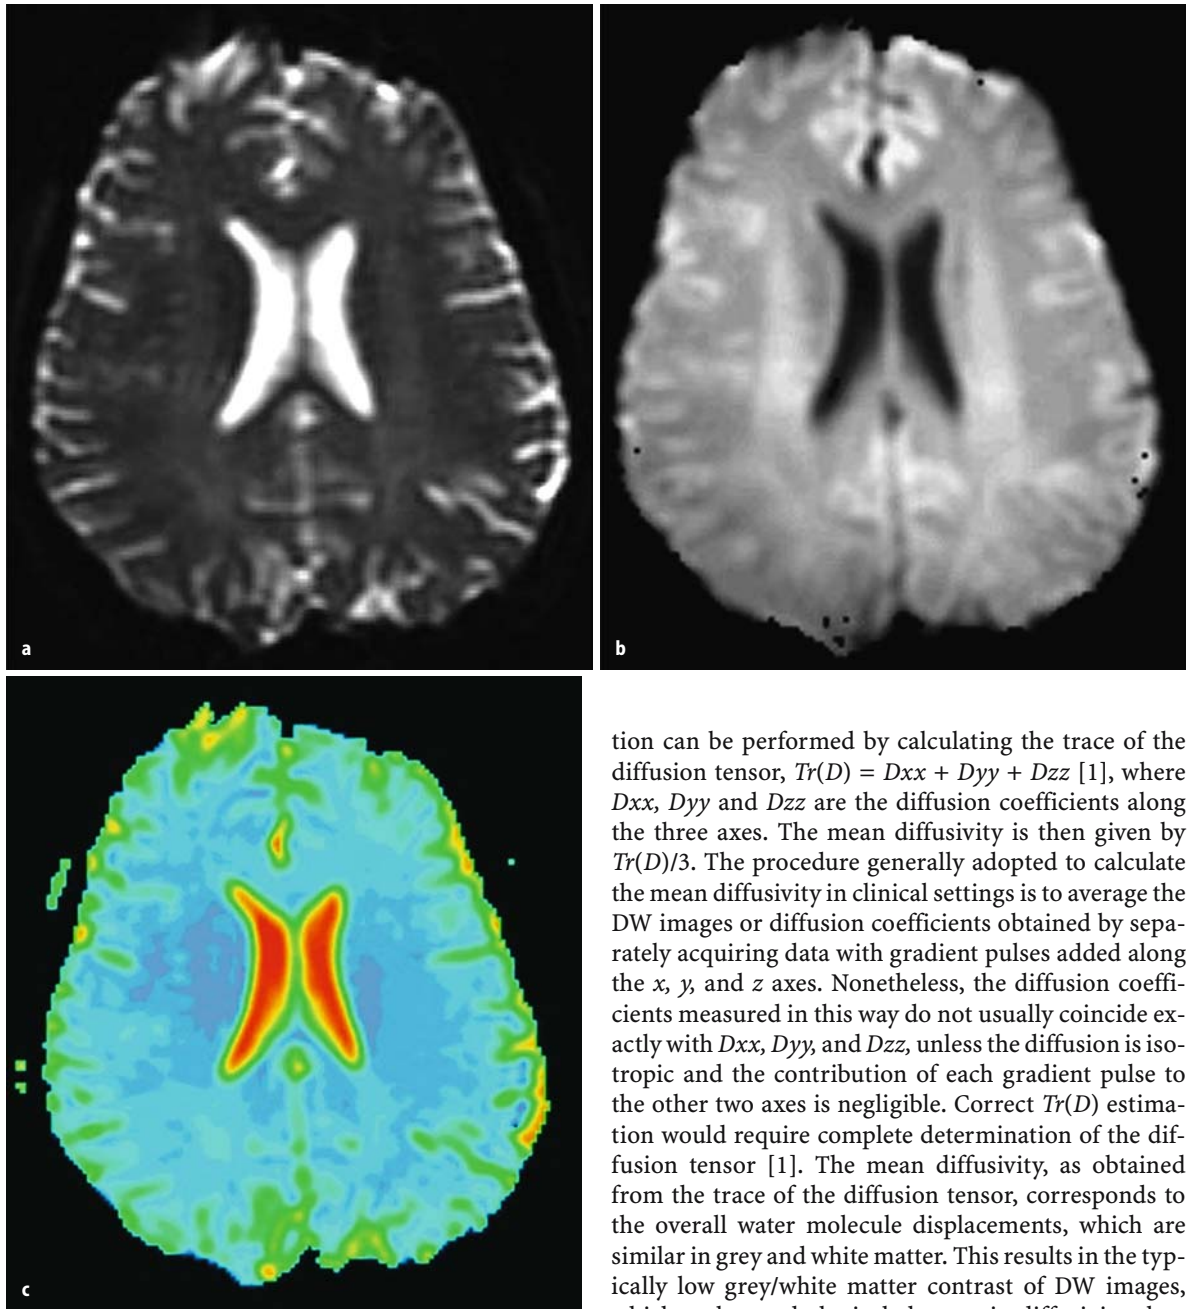 a
b
tion can be performed by calculating the trace of the
diffusion tensor, Tr(D) = Dxx + Dyy + Dzz [1], where
Dxx, Dyy and Dzz are the diffusion coefficients along
the three axes. The mean diffusivity is then given by
Tr(D)/3. The procedure generally adopted to calculate
the mean diffusivity in clinical settings is to average the
DW images or diffusion coefficients obtained by sepa-
rately acquiring data with gradient pulses added along
the x, y, and z axes. Nonetheless, the diffusion coeffi-
cients measured in this way do not usually coincide ex-
actly with Dxx, Dyy, and Dzz, unless the diffusion is iso-
tropic and the contribution of each gradient pulse to
the other two axes is negligible. Correct Tr(D) estima-
tion would require complete determination of the dif-
fusion tensor [1]. The mean diffusivity, as obtained
from the trace of the diffusion tensor, corresponds to
the overall water molecule displacements, which are
similar in grey and white matter. This results in the typ-
ically low grey/white matter contrast of DW images,
c